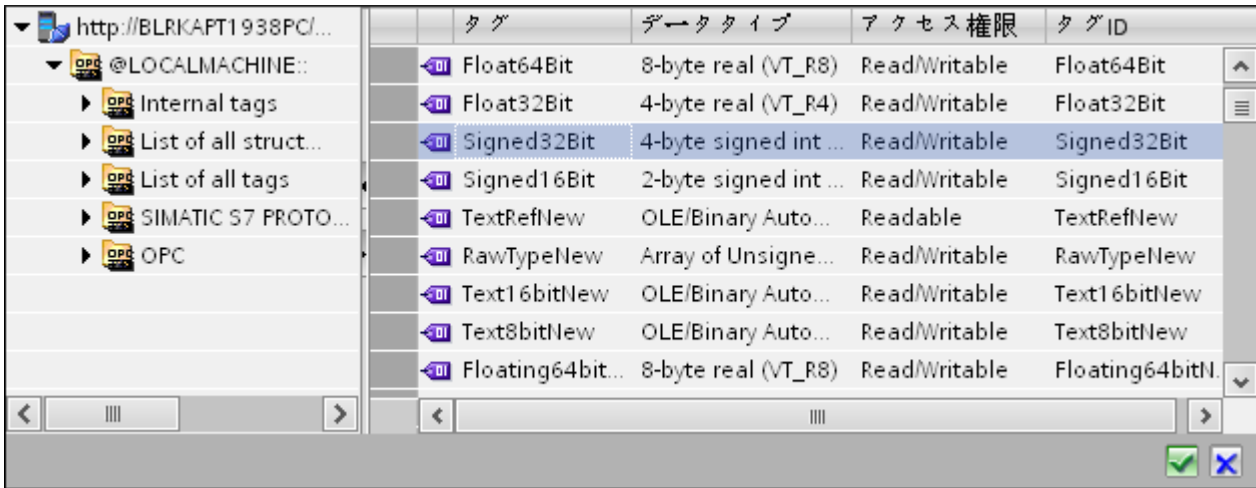 http://BLRKAPT1938PC/...
@LOCALMACHINE::
Internal tags
List of all struct...
List of all tags
SIMATIC S7 PROTO...
OPC
タグ データタイプ アクセス権限 タグID
Float64Bit 8-byte real (VT_R8) Read/Writable Float64Bit
Float32Bit 4-byte real (VT_R4) Read/Writable Float32Bit
Signed32Bit 4-byte signed int ... Read/Writable Signed32Bit
Signed16Bit 2-byte signed int ... Read/Writable Signed16Bit
TextRefNew OLE/Binary Auto... Readable TextRefNew
RawTypeNew Array of Unsigne... Read/Writable RawTypeNew
Text16bitNew OLE/Binary Auto... Read/Writable Text16bitNew
Text8bitNew OLE/Binary Auto... Read/Writable Text8bitNew
Floating64bit... 8-byte real (VT_R8) Read/Writable Floating64bitN.